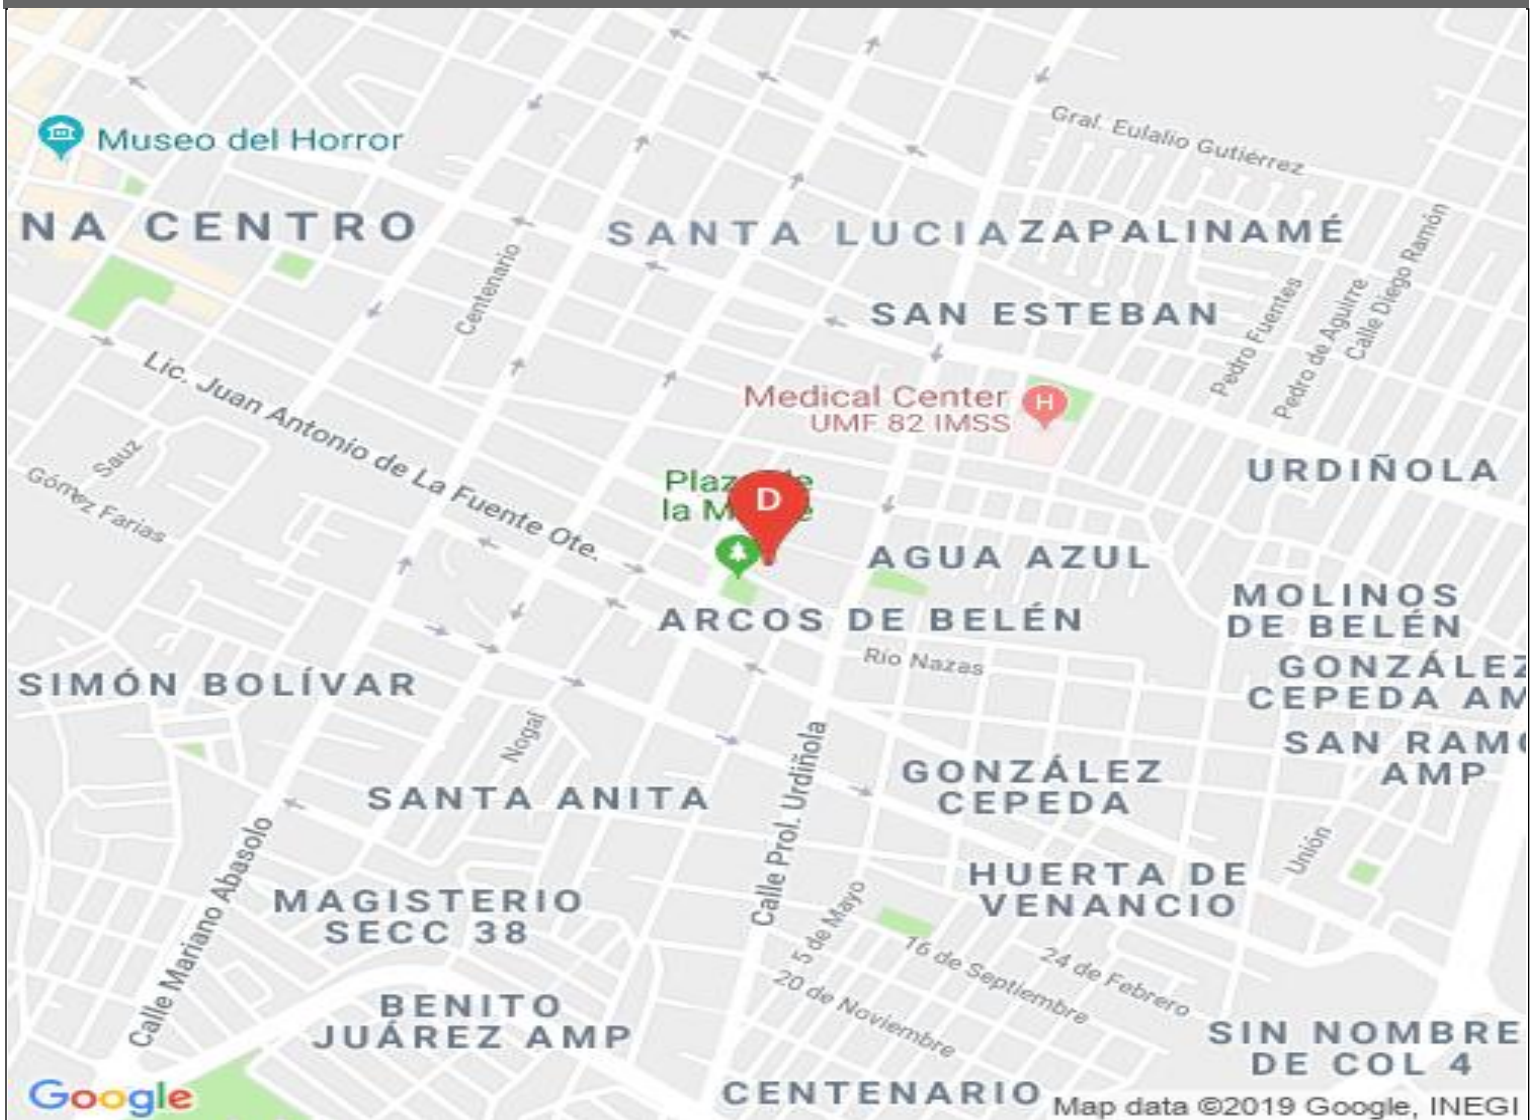 Gral. Eulalio Gutiérrez
Museo del Horror
NA CENTRO
SANTA LUCIA
ZAPALINAMÉ
Calle Diego Ramón
Centenario
SAN ESTEBAN
Pedro Fuentes
Pedro de Aguirre
Lic. Juan Antonio de La Fuente Ote.
Medical Center
UMF 82 IMSS
H
Sauz
Gómez Farias
URDIÑOLA
la
D
AGUA AZUL
MOLINOS
DE BELÉN
ARCOS DE BELÉN
Río Nazas
GONZÁLEZ
CEPEDA AM
SIMÓN BOLÍVAR
Nogal
Calle Prol. Urdiñola
SAN RAM
AMP
GONZÁLEZ
CEPEDA
SANTA ANITA
Unión
Calle Mariano Abasolo
HUERTA DE
VENANCIO
MAGISTERIO
SECC 38
5 de Mayo
16 de Septiembre
24 de Febrero
20 de Noviembre
BENITO
JUÁREZ AMP
SIN NOMBRE
DE COL 4
CENTENARIO
Google
Map data ©2019 Google, INEGI